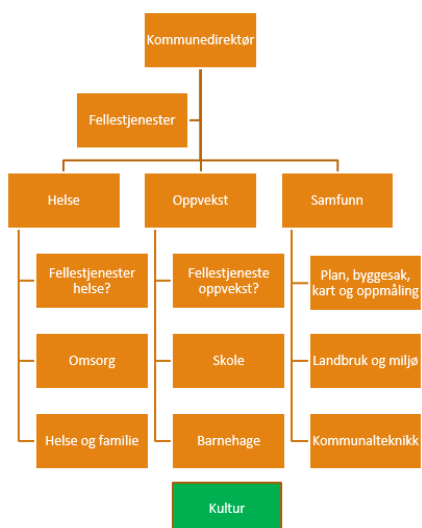 Kommunedirektør
Fellestjenester
Helse
Oppvekst
Samfunn
Fellestjenester
helse?
Fellestjeneste
oppvekst?
Plan, byggesak,
kart og oppmåling
Omsorg
Skole
Landbruk og miljø
Helse og familie
Barnehage
Kommunalteknikk
Kultur